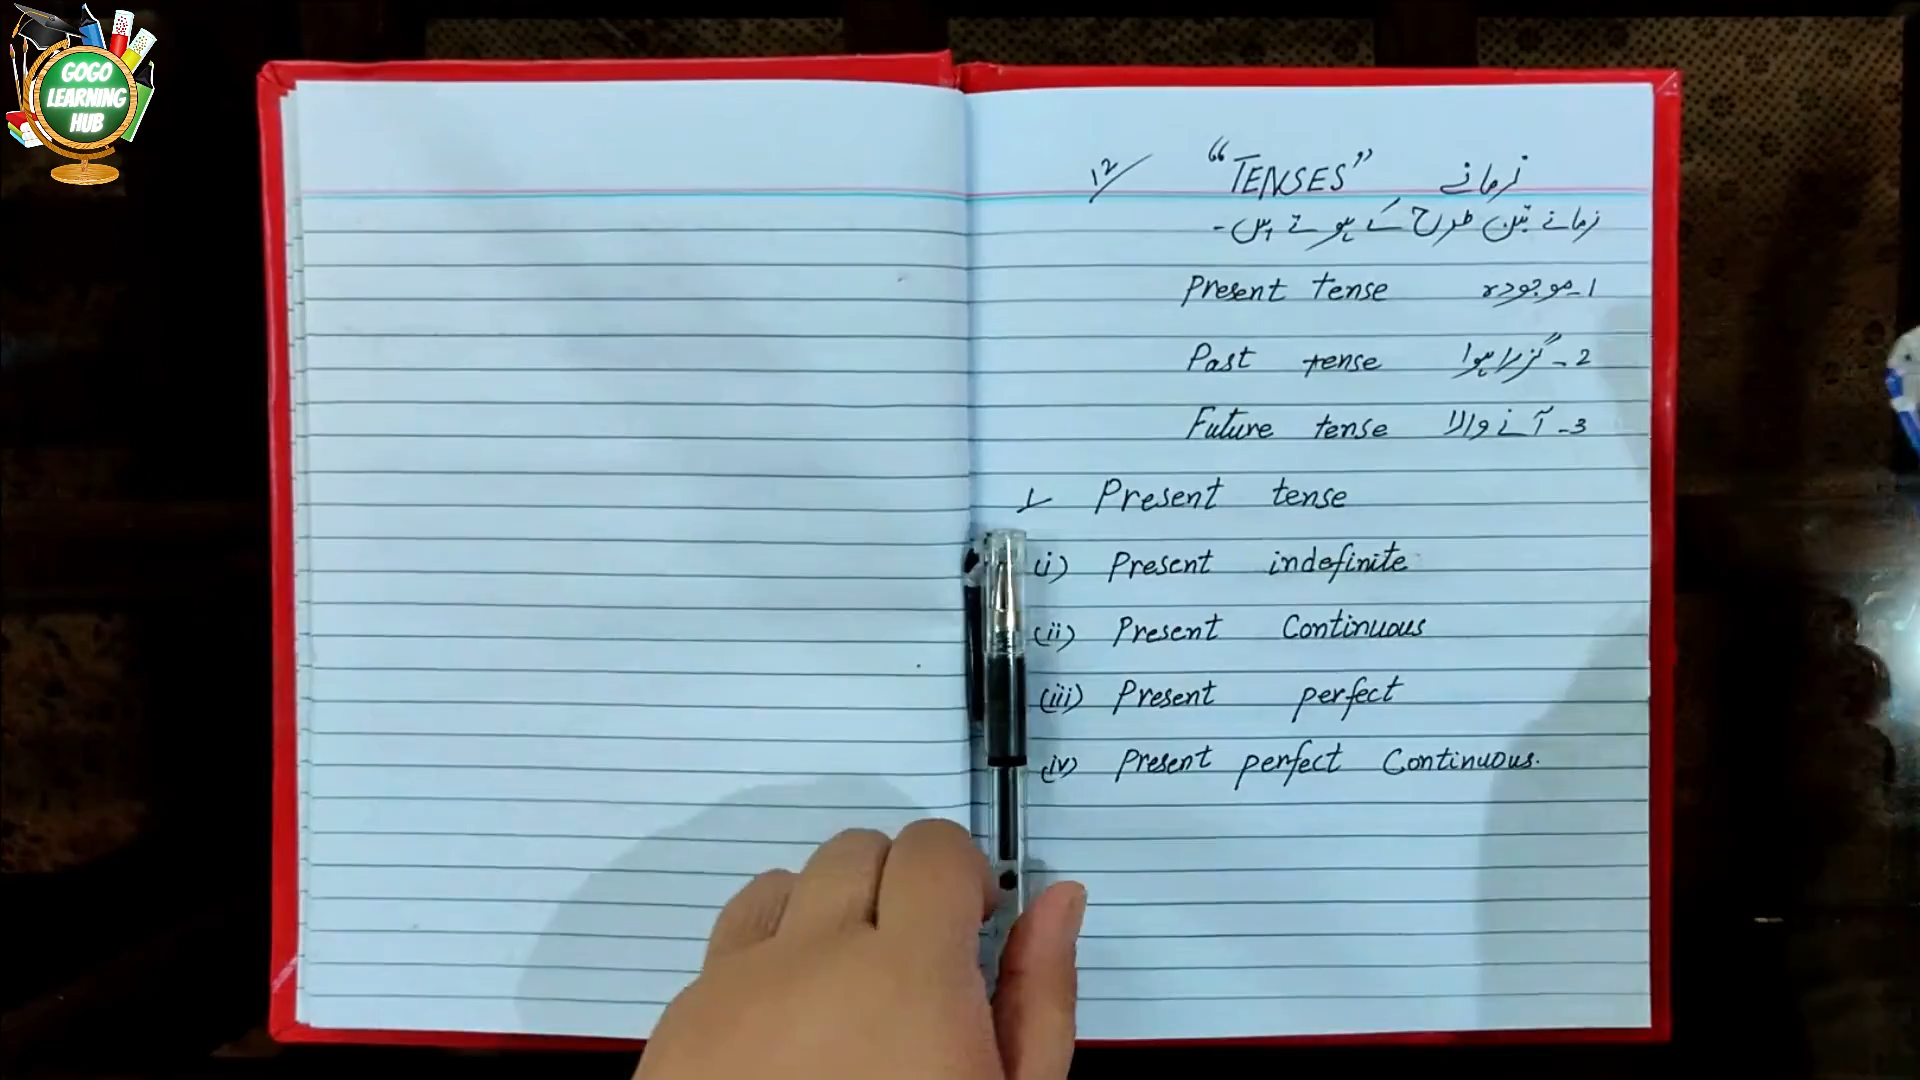 GOGO
LEARNING
HUB
12/ "TENSES" زمانے
زمانے تین طرح کے ہوتے ہیں۔
Present tense 1۔موجودہ
Past tense 2۔ گزرا ہوا
Future tense 3۔ آنے والا
1 Present tense
(i) Present indefinite
(ii) Present Continuous
(iii) Present perfect
(iv) Present perfect Continuous.